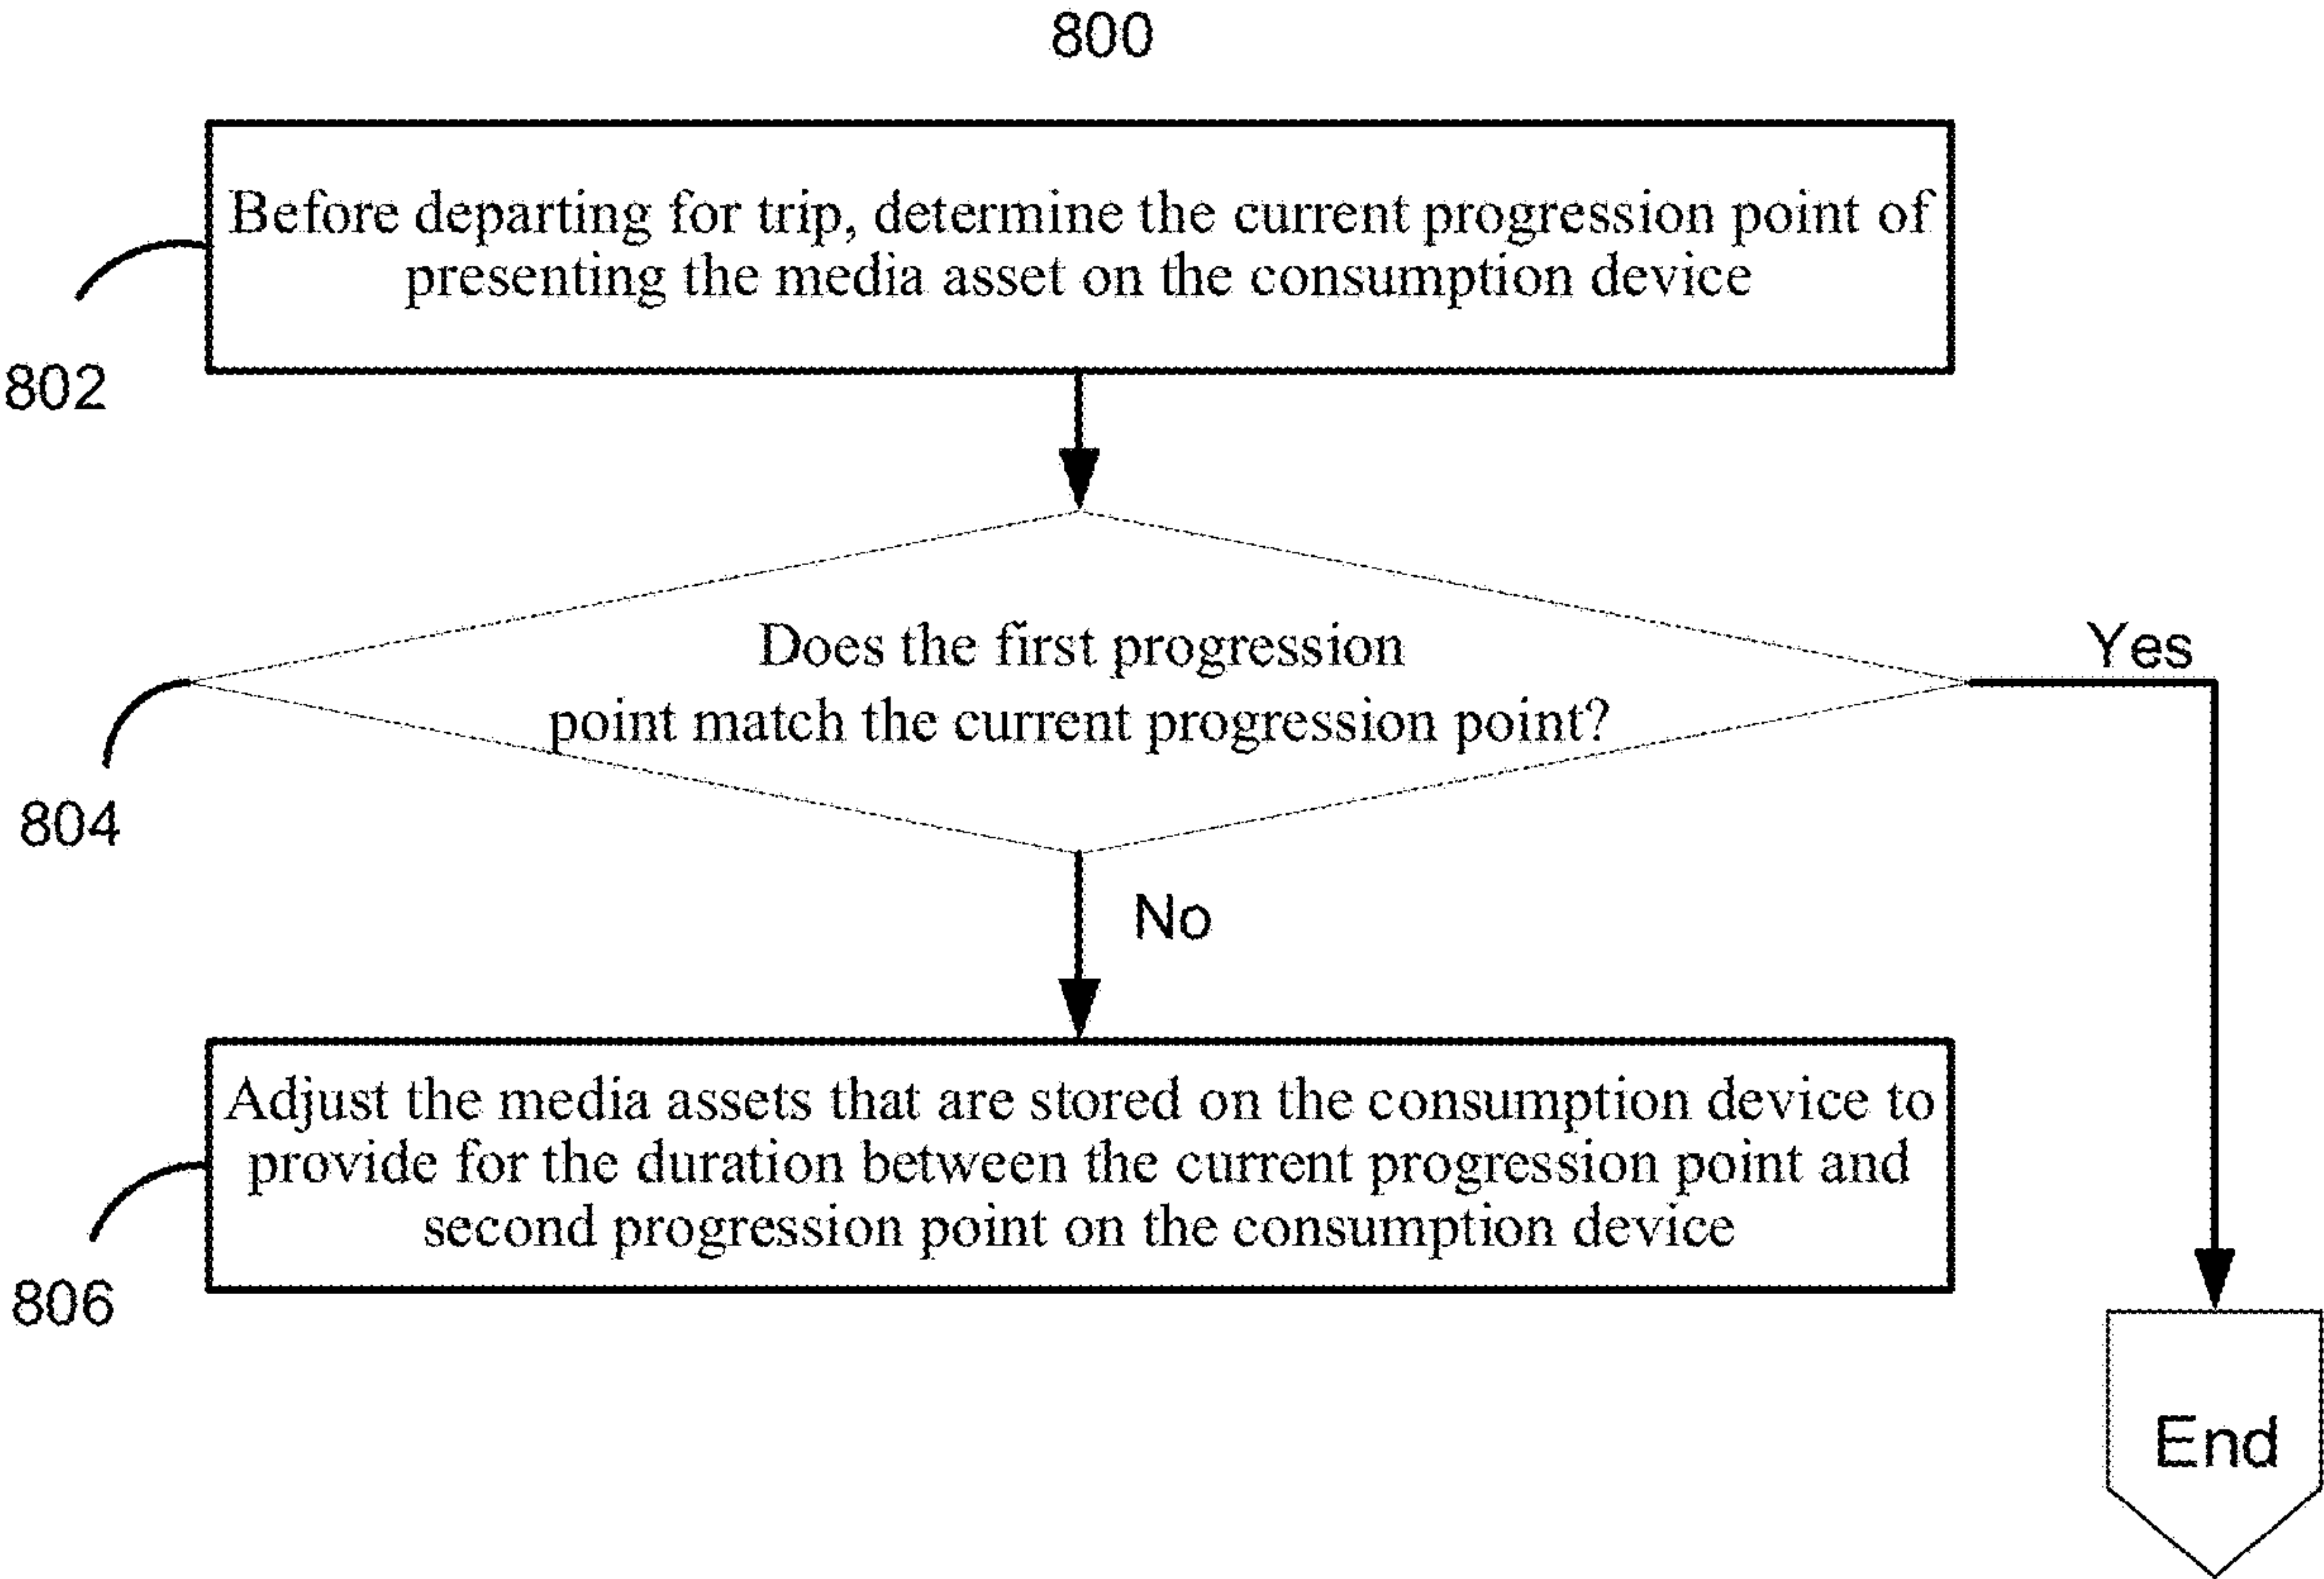 800
Before departing for trip, determine the current progression point of
presenting the media asset on the consumption device
802
Does the first progression
point match the current progression point?
Yes
804
No
Adjust the media assets that are stored on the consumption device to
provide for the duration between the current progression point and
second progression point on the consumption device
806
End